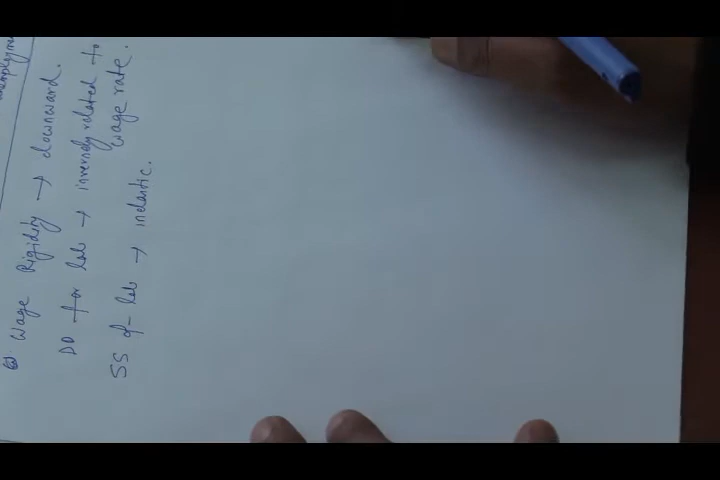 Wage Rigidity → downward.
DD for lab → inversely related to
wage rate.
SS of lab → inelastic.